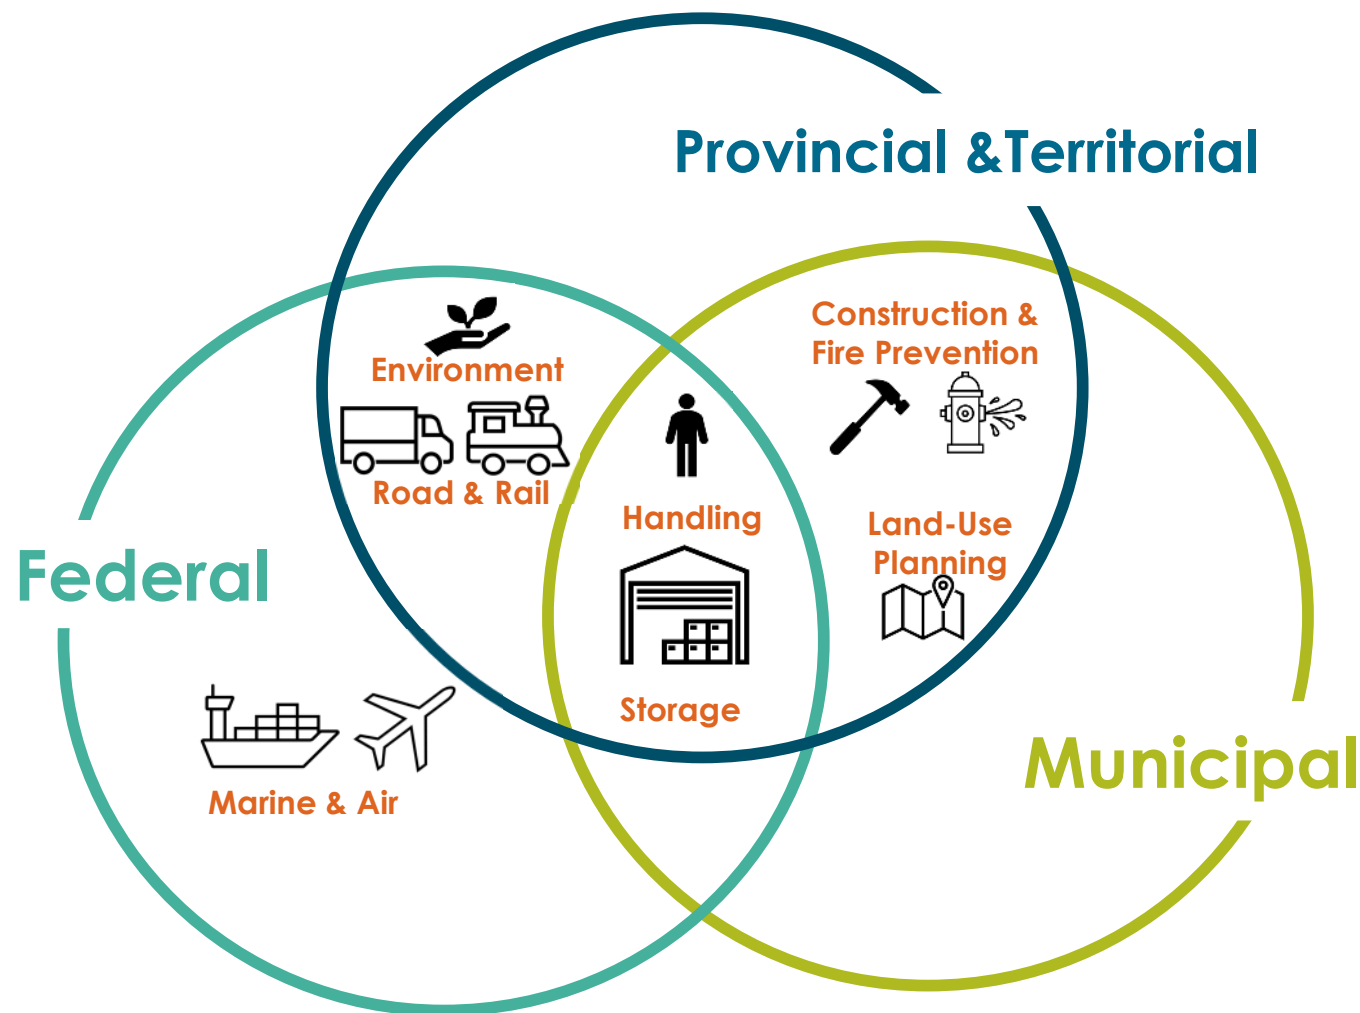 Provincial &Territorial
Construction &
Fire Prevention
Environment
Road & Rail
Handling
Land-Use
Planning
Federal
Storage
Municipal
Marine & Air